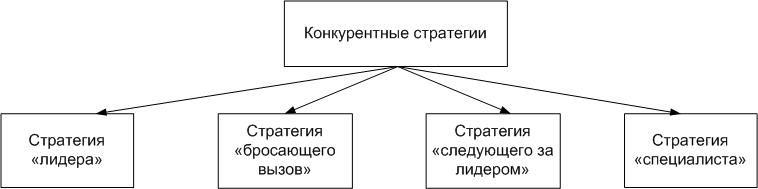 Конкурентные стратегии
Стратегия
«лидера»
Стратегия
«бросающего
вызов»
Стратегия
«следующего за
лидером»
Стратегия
«специалиста»